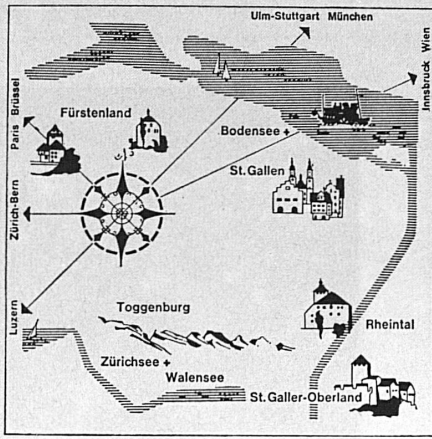 Ulm-Stuttgart München
Innsbruck Wien
Paris Brüssel
Fürstenland
Bodensee +
St.Gallen
Zürich-Bern
Luzern
Toggenburg
Rheintal
Zürichsee +
Walensee
St.Galler-Oberland